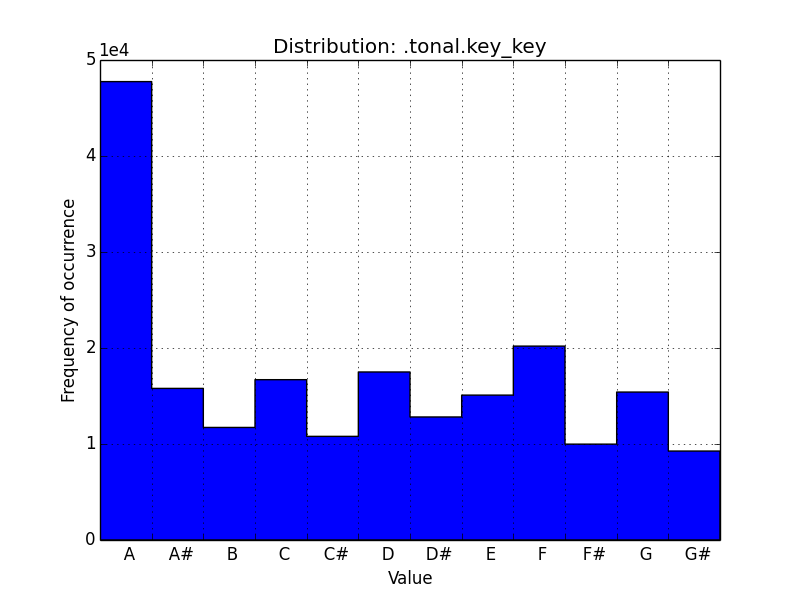 Distribution: .tonal.key_key
1e4
5
4
3
2
1
0
Frequency of occurrence
A A# B C C# D D# E F F# G G#
Value